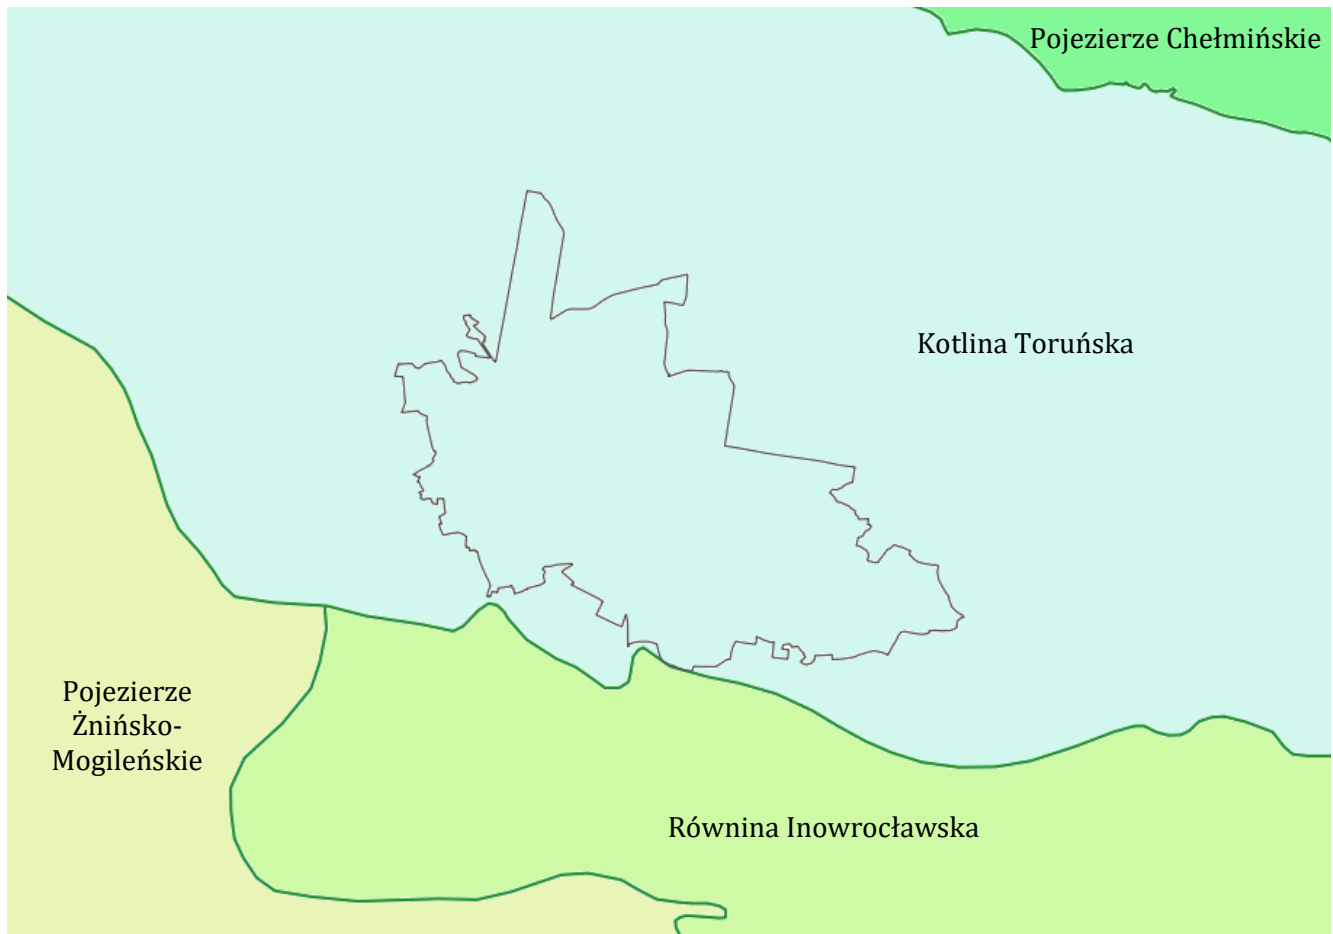 Pojezierze Chełmińskie
Kotlina Toruńska
Pojezierze
Żnińsko-
Mogileńskie
Równina Inowrocławska